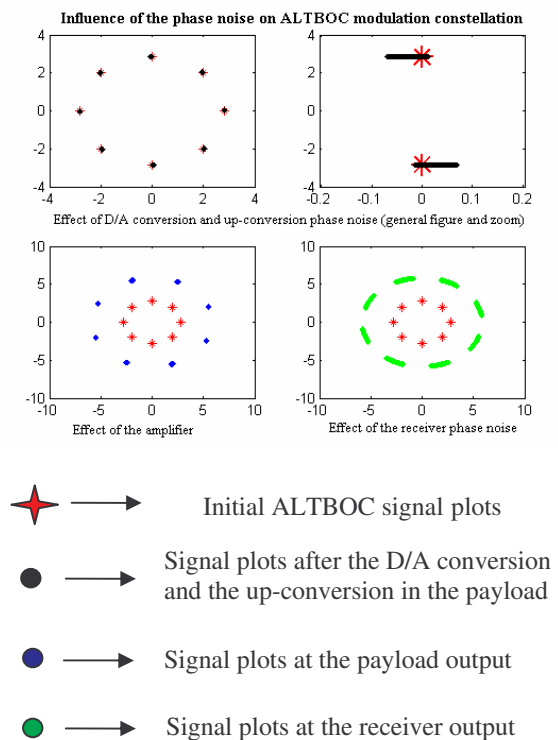 Influence of the phase noise on ALTBOC modulation constellation
4
2
0
-2
-4
-4 -2 0 2 4
4
2
0
-2
-4
-0.2 -0.1 0 0.1 0.2
Effect of D/A conversion and up-conversion phase noise (general figure and zoom)
10
5
0
-5
-10
-10 -5 0 5 10
Effect of the amplifier
10
5
0
-5
-10
-10 -5 0 5 10
Effect of the receiver phase noise
Initial ALTBOC signal plots
Signal plots after the D/A conversion
and the up-conversion in the payload
Signal plots at the payload output
Signal plots at the receiver output